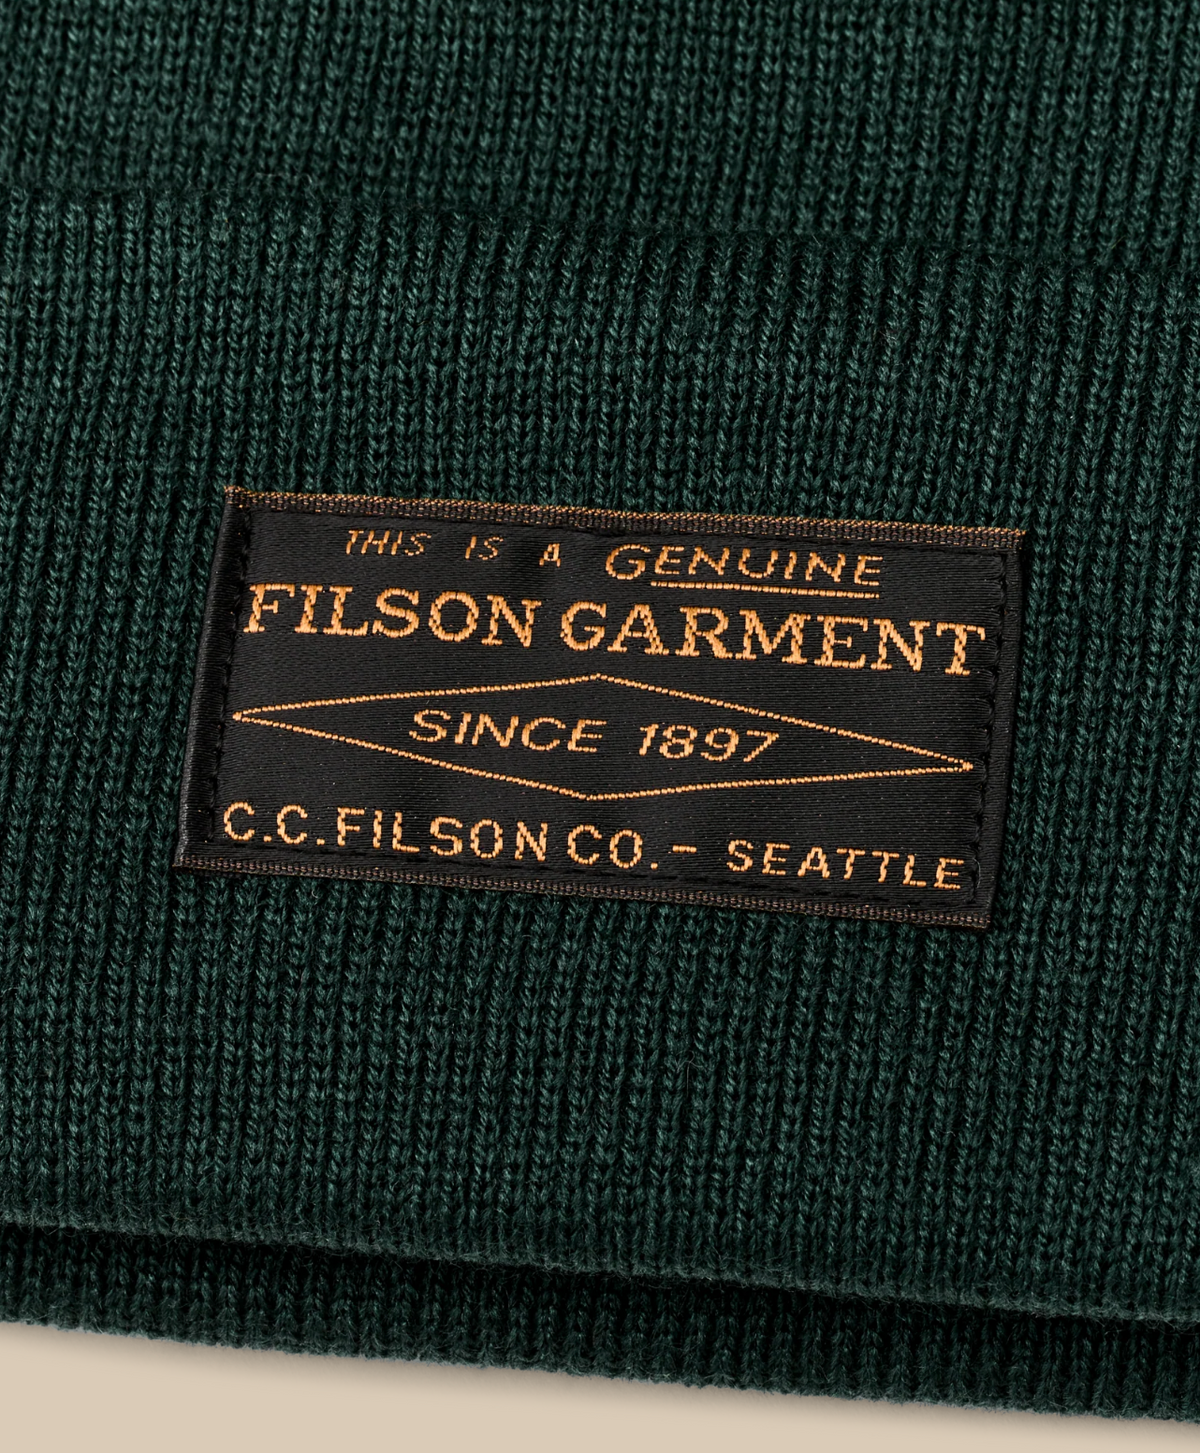 THIS IS A GENUINE
FILSON GARMENT
SINCE 1897
C.C. FILSON CO. - SEATTLE